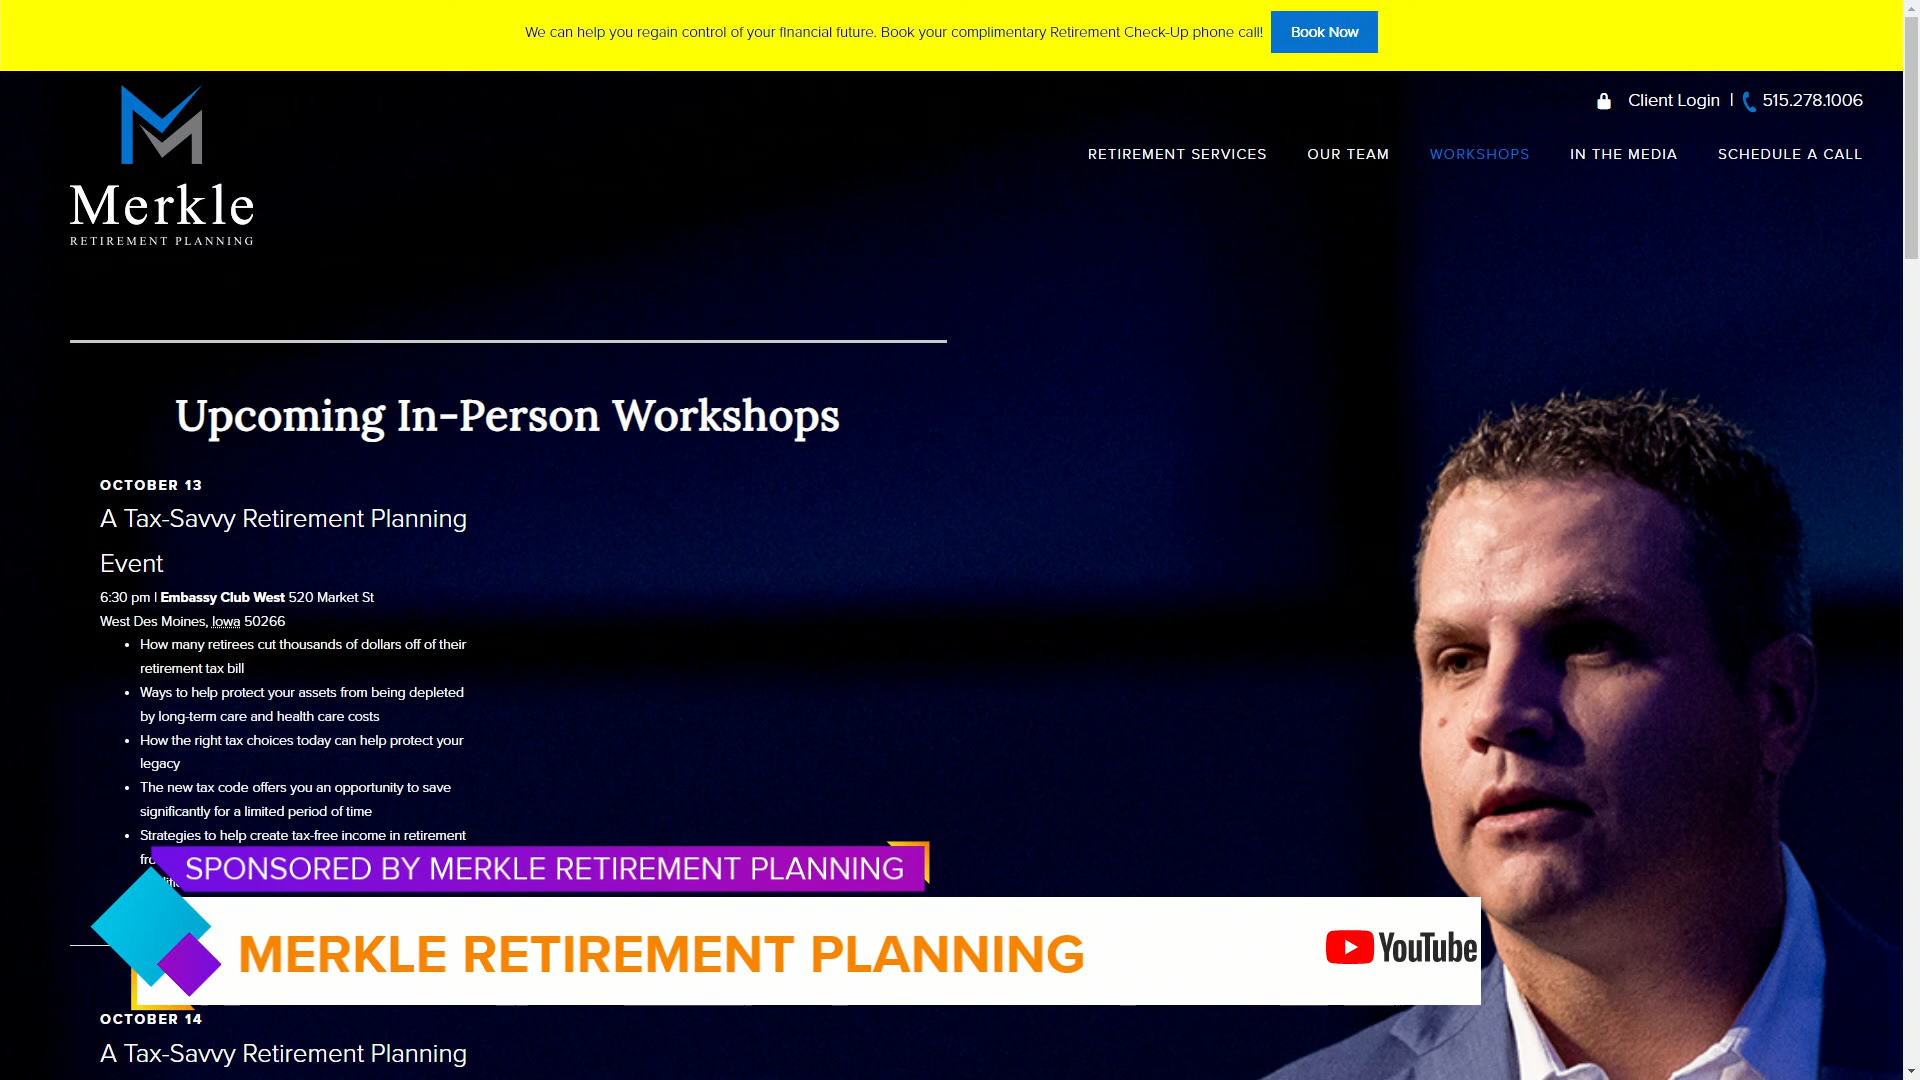 We can help you regain control of your financial future. Book your complimentary Retirement Check-Up phone call!
Book Now
Client Login | 515.278.1006
RETIREMENT SERVICES
OUR TEAM
WORKSHOPS
IN THE MEDIA
SCHEDULE A CALL
Merkle
RETIREMENT PLANNING
Upcoming In-Person Workshops
OCTOBER 13
A Tax-Savvy Retirement Planning
Event
6:30 pm | Embassy Club West 520 Market St
West Des Moines, Iowa 50266
• How many retirees cut thousands of dollars off of their
retirement tax bill
• Ways to help protect your assets from being depleted
by long-term care and health care costs
• How the right tax choices today can help protect your
legacy
• The new tax code offers you an opportunity to save
significantly for a limited period of time
• Strategies to help create tax-free income in retirement
SPONSORED BY MERKLE RETIREMENT PLANNING
MERKLE RETIREMENT PLANNING
YouTube
OCTOBER 14
A Tax-Savvy Retirement Planning